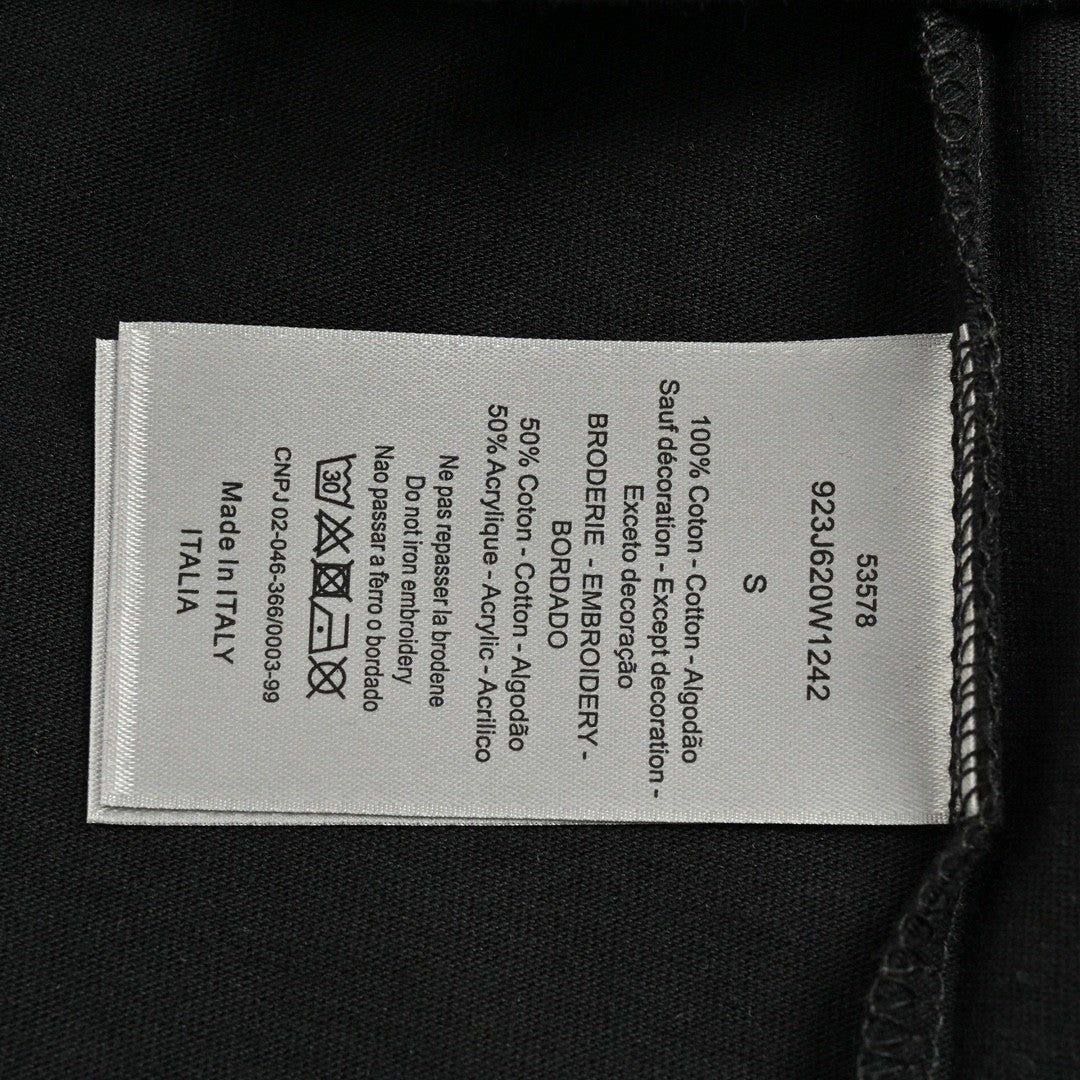 53578
923J620W1242
S
100% Coton - Cotton - Algodão
Sauf décoration - Except decoration -
Exceto decoração
BRODERIE - EMBROIDERY -
BORDADO
50% Coton - Cotton - Algodão
50% Acrylique - Acrylic - Acrilico
Ne pas repasser la brodene
Do not iron embroidery
Nao passar a ferro o bordado
30
CNPJ 02-046-366/0003-99
Made In ITALY
ITALIA